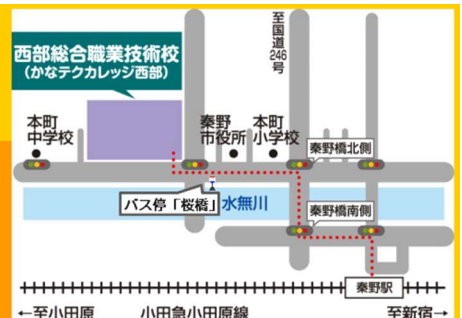 西部総合職業技術校
(かなテクカレッジ西部)
至国道
246
号
本町
中学校
秦野
市役所
本町
小学校
秦野橋北側
バス停「桜橋」
水無川
秦野橋南側
秦野駅
←至小田原
小田急小田原線
至新宿→